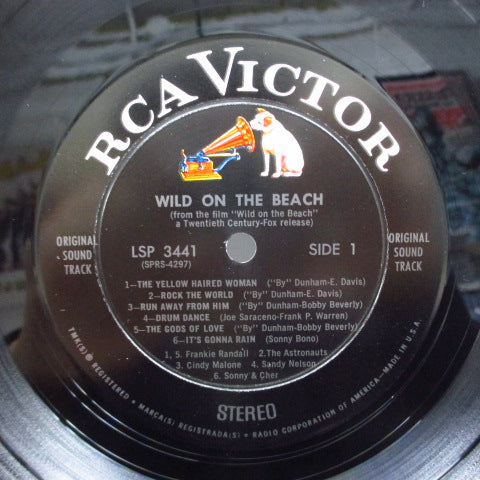 RCA VICTOR
WILD ON THE BEACH
(from the film "Wild on the Beach"
a Twentieth Century-Fox release)
ORIGINAL
SOUND
TRACK
LSP 3441
(SPRS-4297)
SIDE 1
ORIGINAL
SOUND
TRACK
1—THE YELLOW HAIRED WOMAN ("By" Dunham-E. Davis)
2—ROCK THE WORLD ("By" Dunham-E. Davis)
3—RUN AWAY FROM HIM ("By" Dunham-Bobby Beverly)
4—DRUM DANCE (Joe Saraceno-Frank P. Warren)
5—THE GODS OF LOVE ("By" Dunham-Bobby Beverly)
6—IT'S GONNA RAIN (Sonny Bono)
1, 5. Frankie Randall 2.The Astronauts
3. Cindy Malone 4. Sandy Nelson
6. Sonny & Cher
STEREO
TMK(S) ® REGISTERED • MARCA(S) REGISTRADA(S) • RADIO CORPORATION OF AMERICA. MADE IN U.S.A.